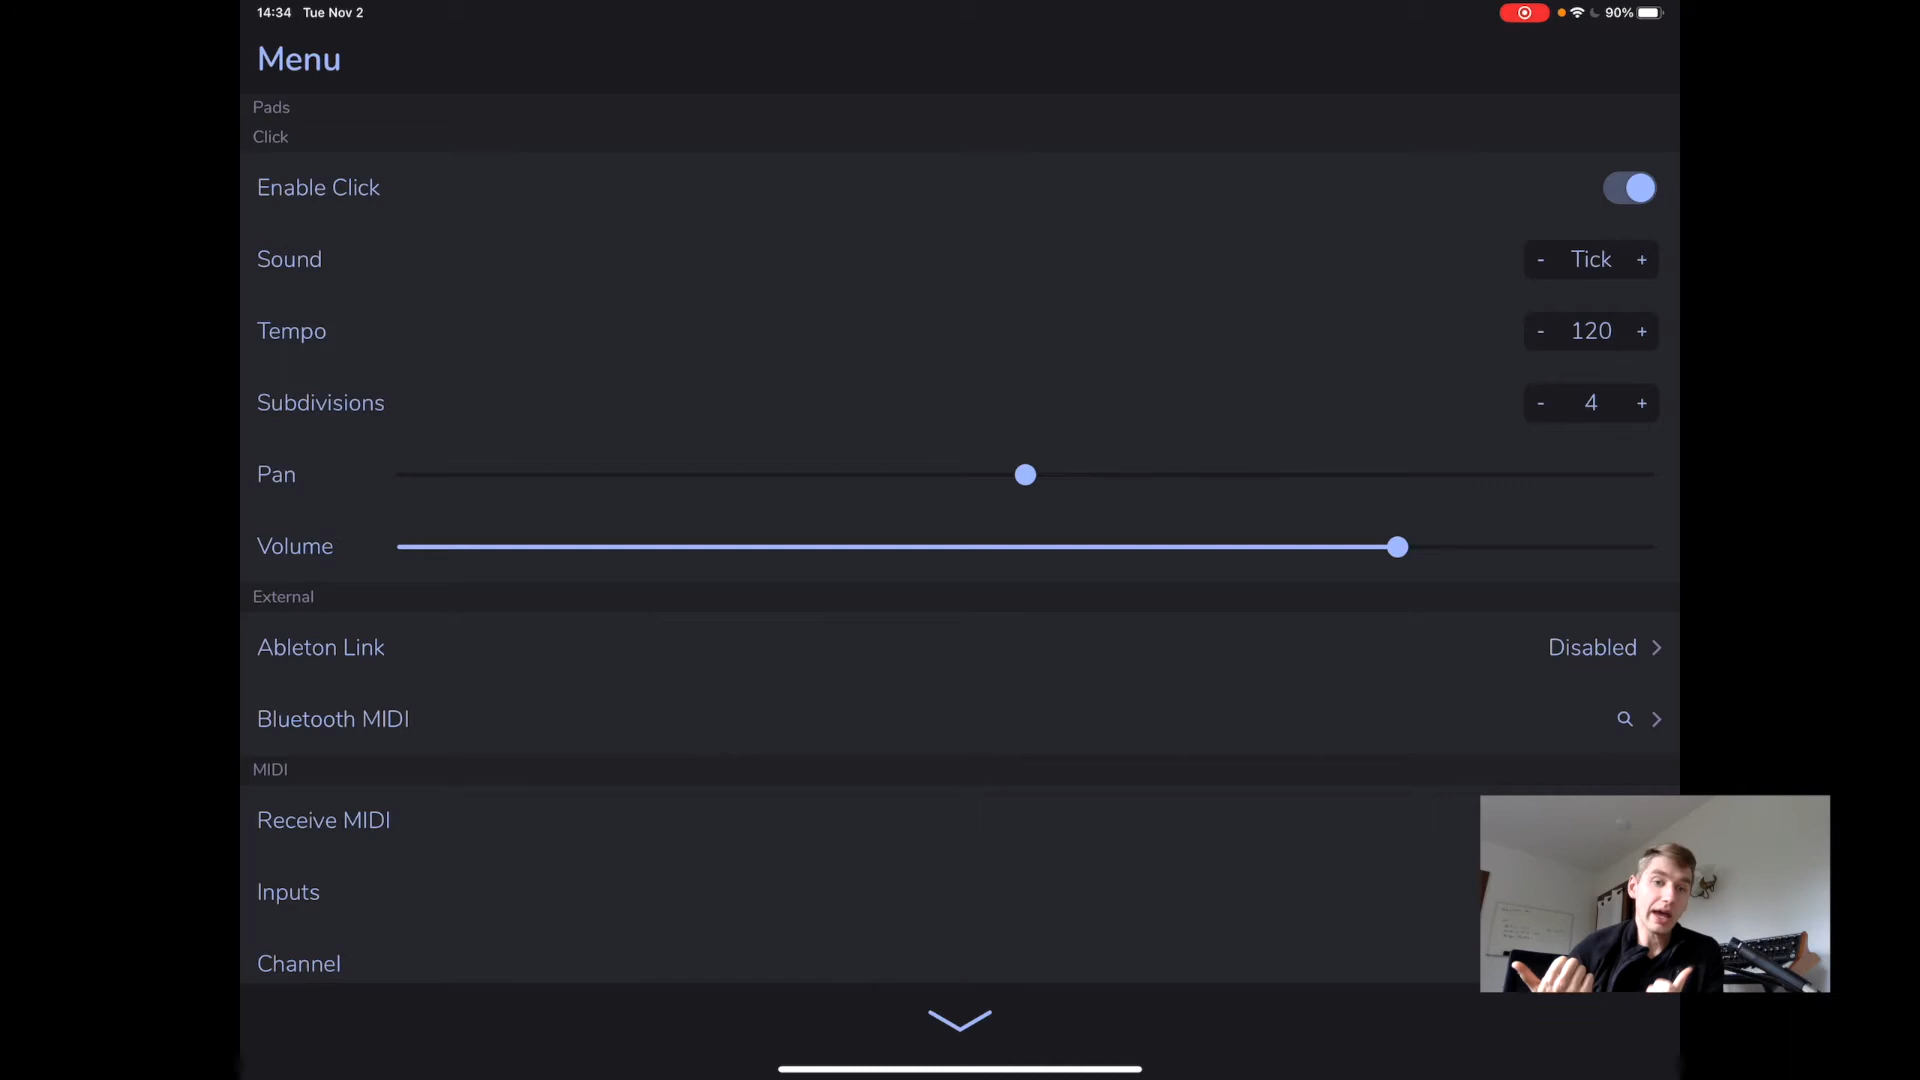 14:34 Tue Nov 2
90%
Menu
Pads
Click
Enable Click
Sound - Tick +
Tempo - 120 +
Subdivisions - 4 +
Pan
Volume
External
Ableton Link Disabled
Bluetooth MIDI
MIDI
Receive MIDI
Inputs
Channel